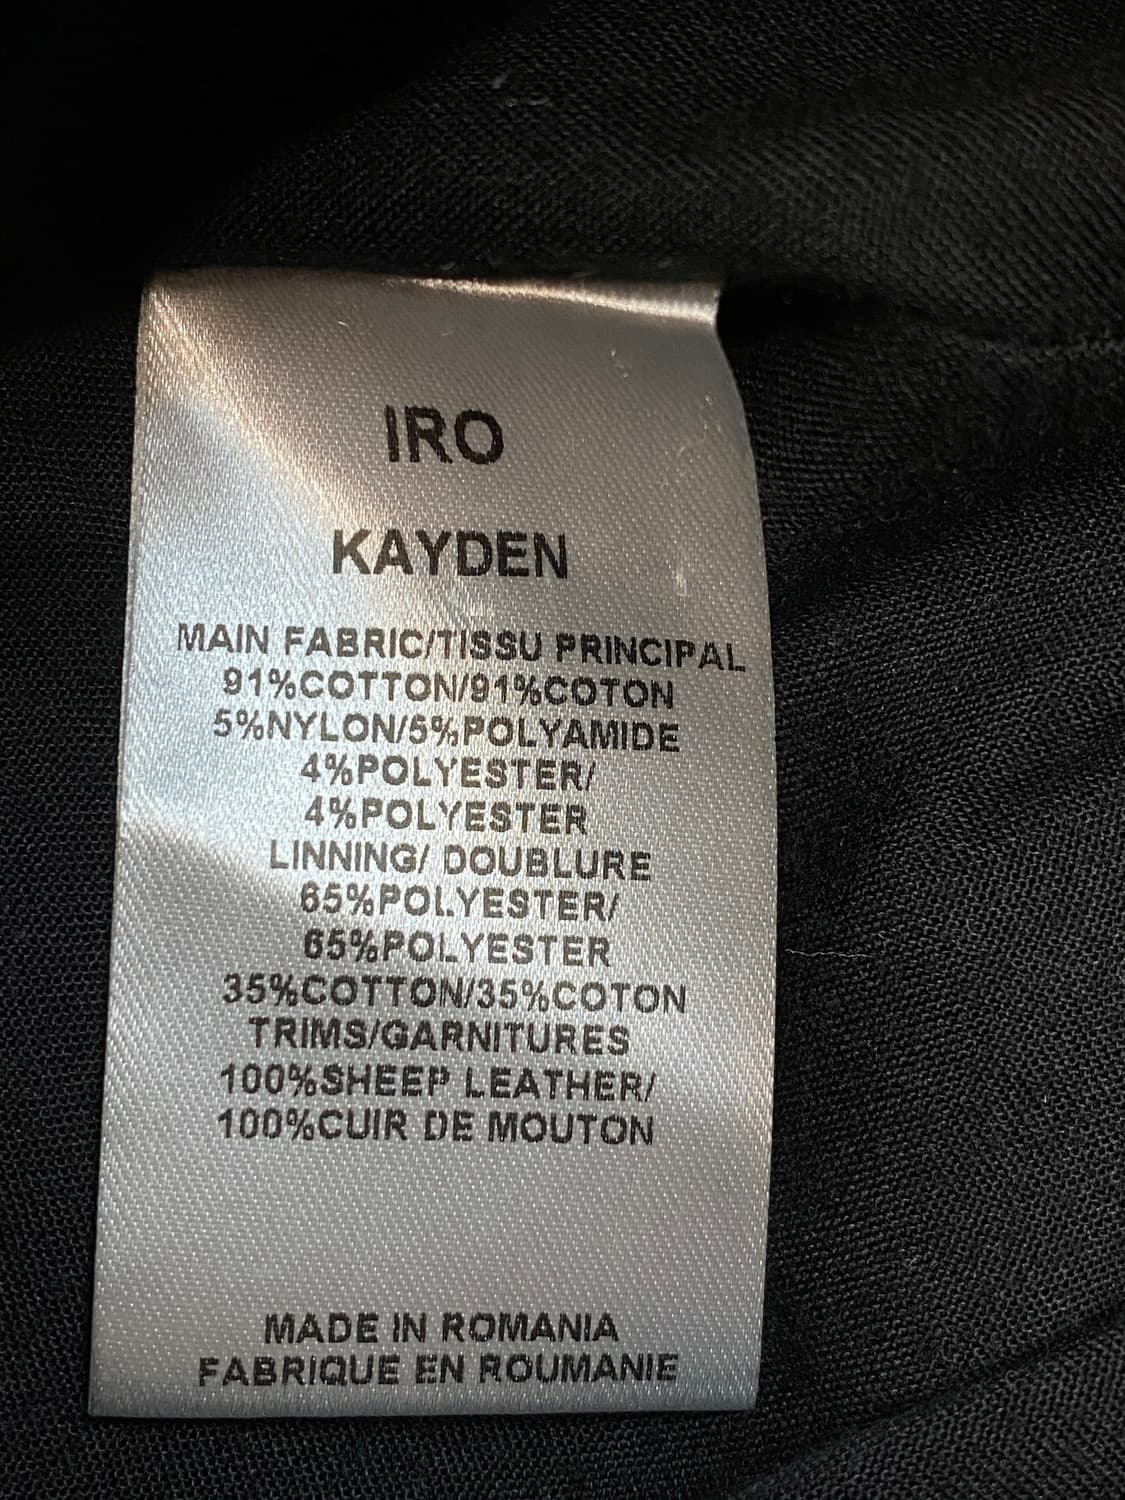 IRO
KAYDEN
MAIN FABRIC/TISSU PRINCIPAL
91%COTTON/91%COTON
5%NYLON/5%POLYAMIDE
4%POLYESTER/
4%POLYESTER
LINNING/ DOUBLURE
65%POLYESTER/
65%POLYESTER
35%COTTON/35%COTON
TRIMS/GARNITURES
100%SHEEP LEATHER/
100%CUIR DE MOUTON
MADE IN ROMANIA
FABRIQUE EN ROUMANIE